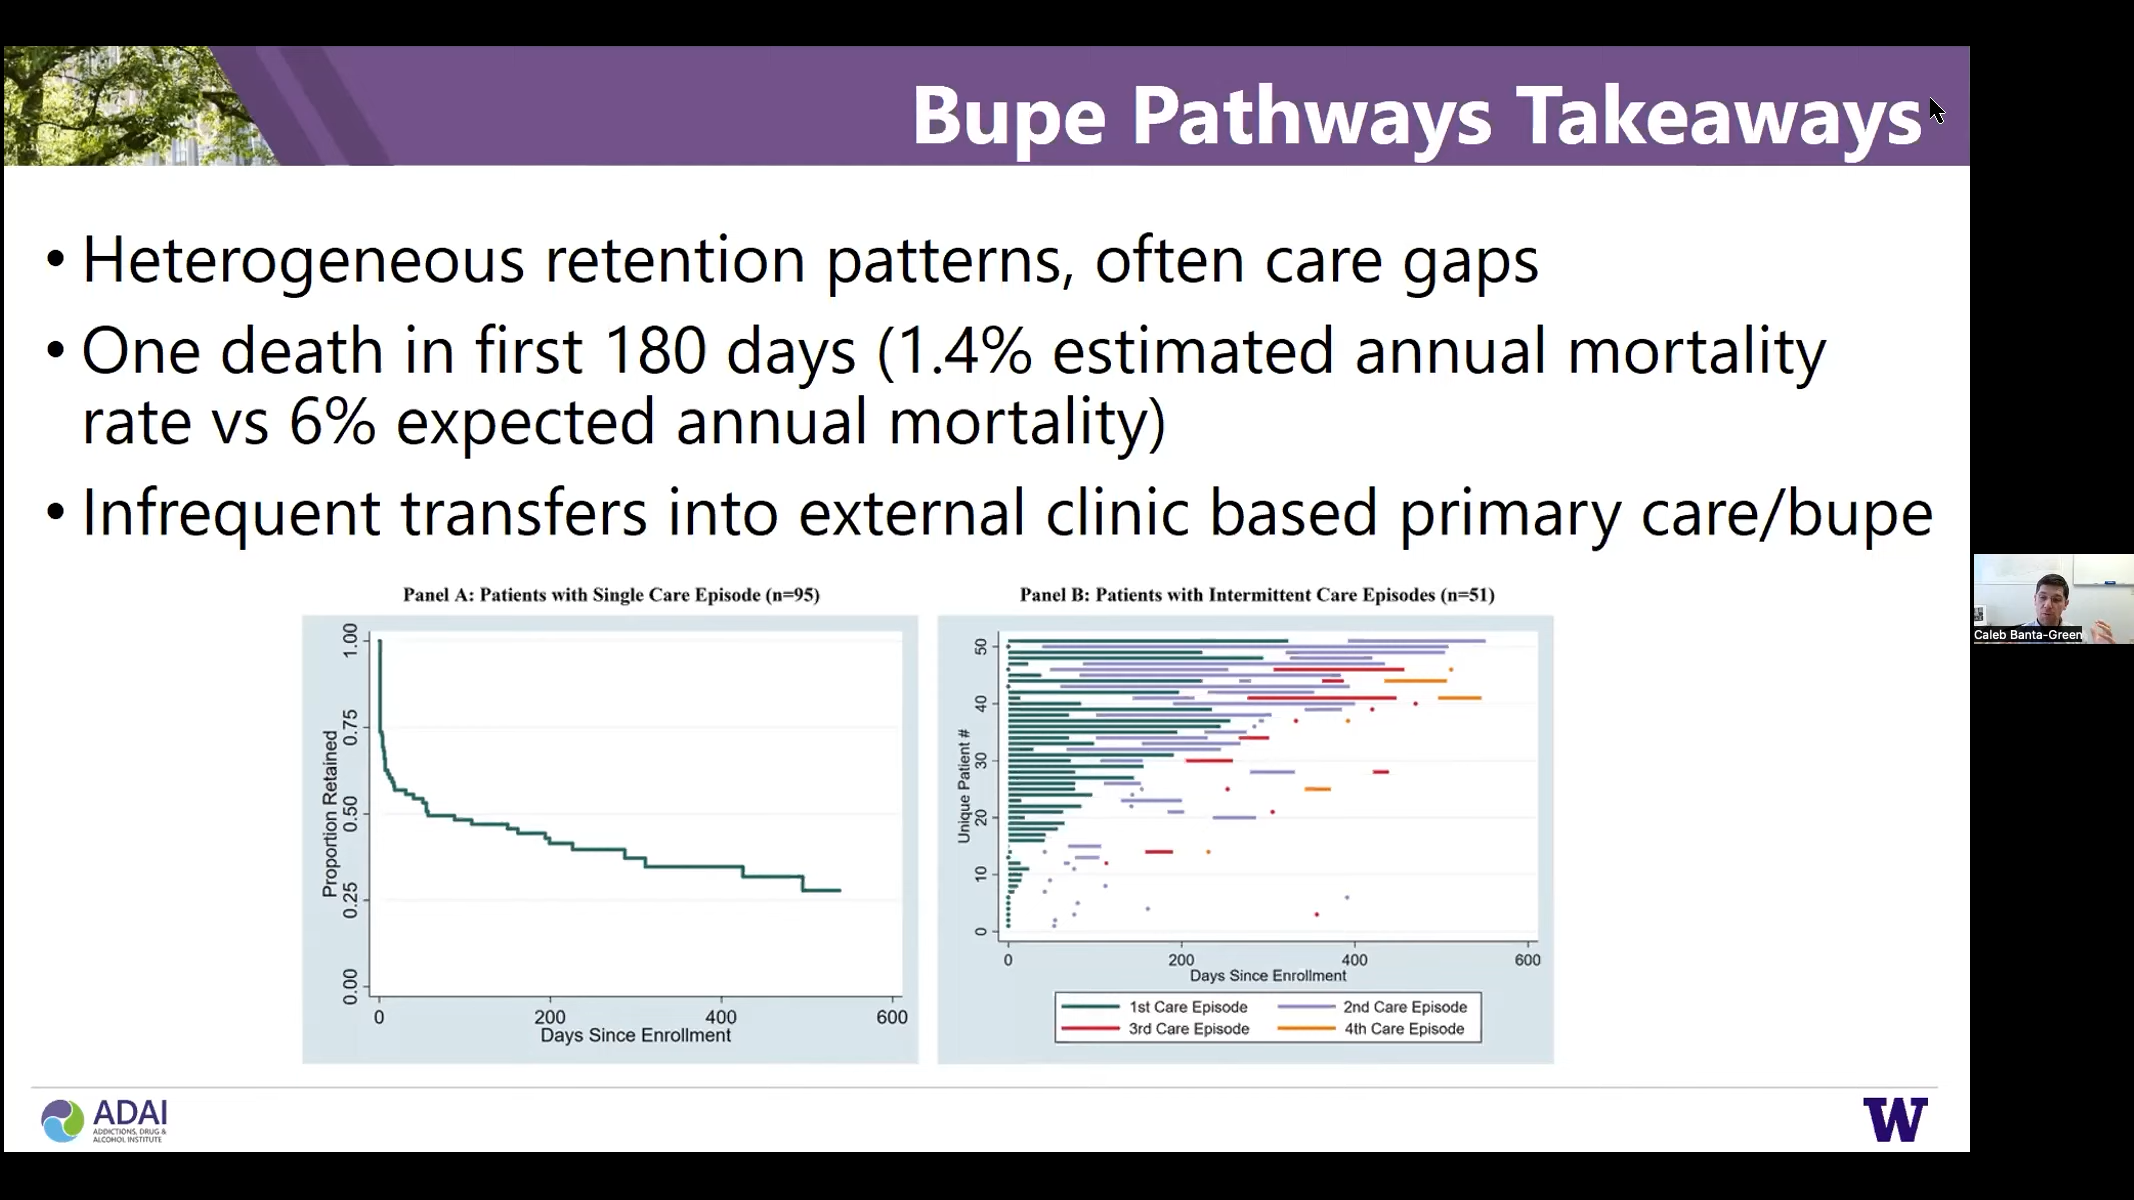 Bupe Pathways Takeaways
• Heterogeneous retention patterns, often care gaps
• One death in first 180 days (1.4% estimated annual mortality
rate vs 6% expected annual mortality)
• Infrequent transfers into external clinic based primary care/bupe
Panel A: Patients with Single Care Episode (n=95)
Proportion Retained
1.00
0.75
0.50
0.25
0.00
0 200 400 600
Days Since Enrollment
Panel B: Patients with Intermittent Care Episodes (n=51)
Unique Patient #
50
40
30
20
10
0
0 200 400 600
Days Since Enrollment
1st Care Episode 2nd Care Episode
3rd Care Episode 4th Care Episode
Caleb Banta-Green
ADAI
ADDICTIONS, DRUG &
ALCOHOL INSTITUTE
W